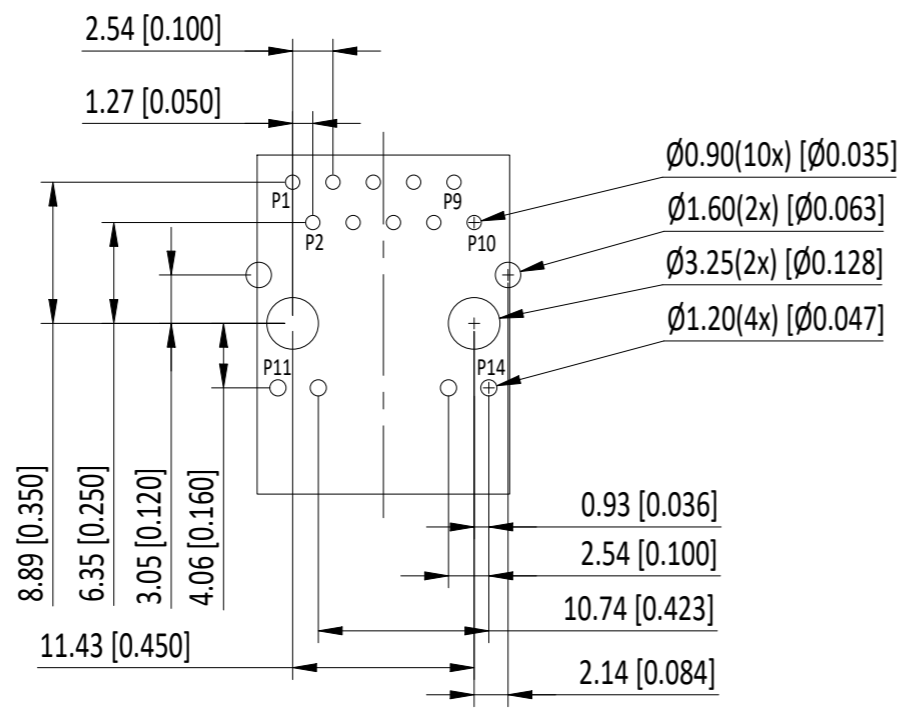 2.54 [0.100]
1.27 [0.050]
Ø0.90(10x) [Ø0.035]
P1
P9
Ø1.60(2x) [Ø0.063]
P2
P10
Ø3.25(2x) [Ø0.128]
Ø1.20(4x) [Ø0.047]
P11
P14
8.89 [0.350]
6.35 [0.250]
3.05 [0.120]
4.06 [0.160]
0.93 [0.036]
2.54 [0.100]
10.74 [0.423]
11.43 [0.450]
2.14 [0.084]